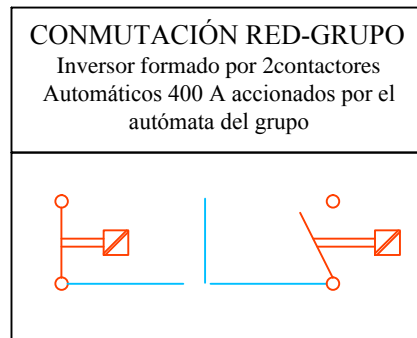 CONMUTACIÓN RED-GRUPO
Inversor formado por 2contactores
Automáticos 400 A accionados por el
autómata del grupo